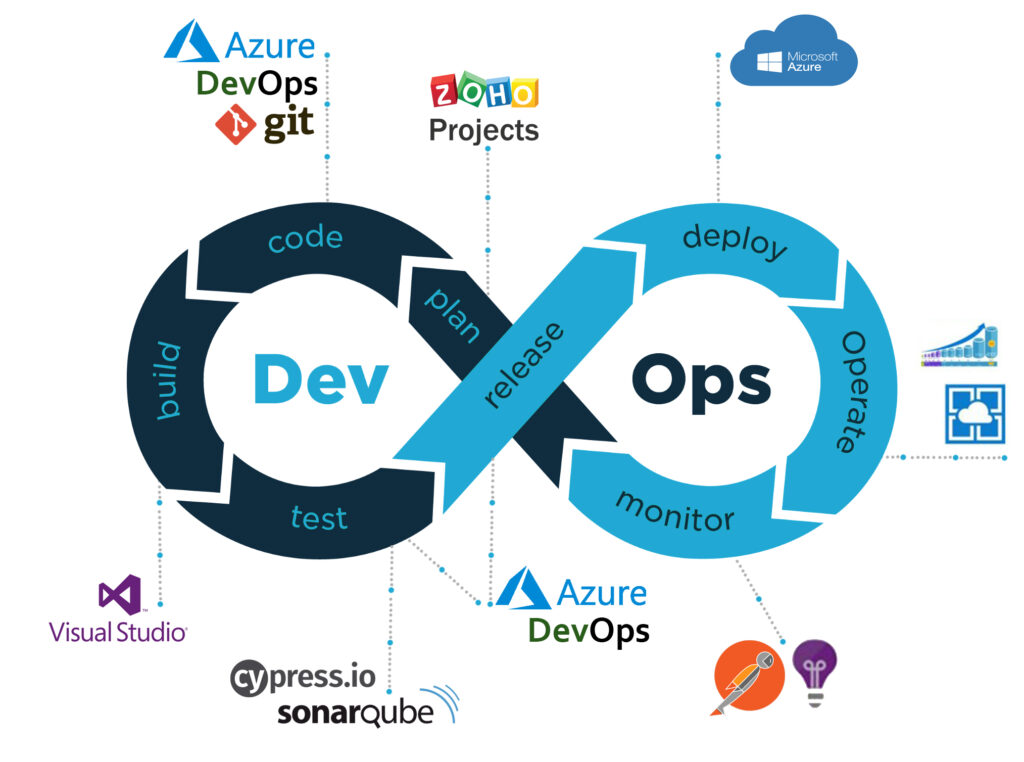 Azure
DevOps
git
ZOHO
Projects
Microsoft
Azure
code
plan
release
deploy
build
Dev
Ops
Operate
test
monitor
Visual Studio
Azure
DevOps
cypress.io
sonarqube